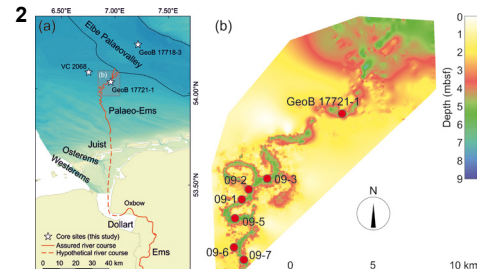 2
6.50°E 7.00°E 7.50°E
(a)
Elbe Palaeovalley
GeoB 17718-3
VC 2068
(b)
GeoB 17721-1
54.00°N
Palaeo-Ems
Juist
Osterems
Westerems
53.50°N
Oxbow
Dollart
Ems
Core sites (this study)
Assured river course
Hypothetical river course
0 10 20 30 40 km
(b)
GeoB 17721-1
09-3
09-2
09-1
09-5
09-6
09-7
N
0 5 10 km
Depth (mbsf)
0
1
2
3
4
5
6
7
8
9